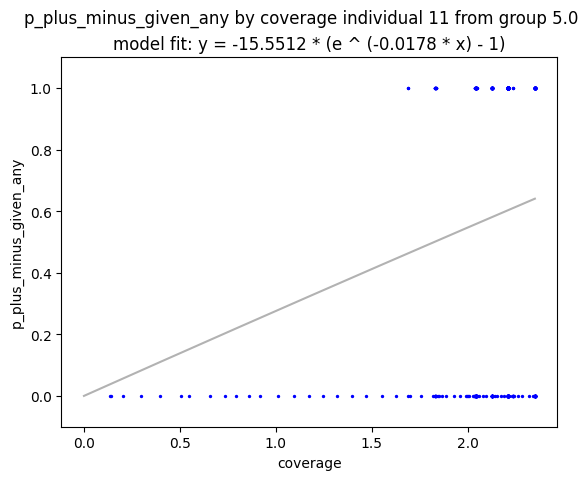 p_plus_minus_given_any by coverage individual 11 from group 5.0
model fit: y = -15.5512 * (e ^ (-0.0178 * x) - 1)
1.0
0.8
0.6
0.4
0.2
0.0
p_plus_minus_given_any
0.0 0.5 1.0 1.5 2.0
coverage